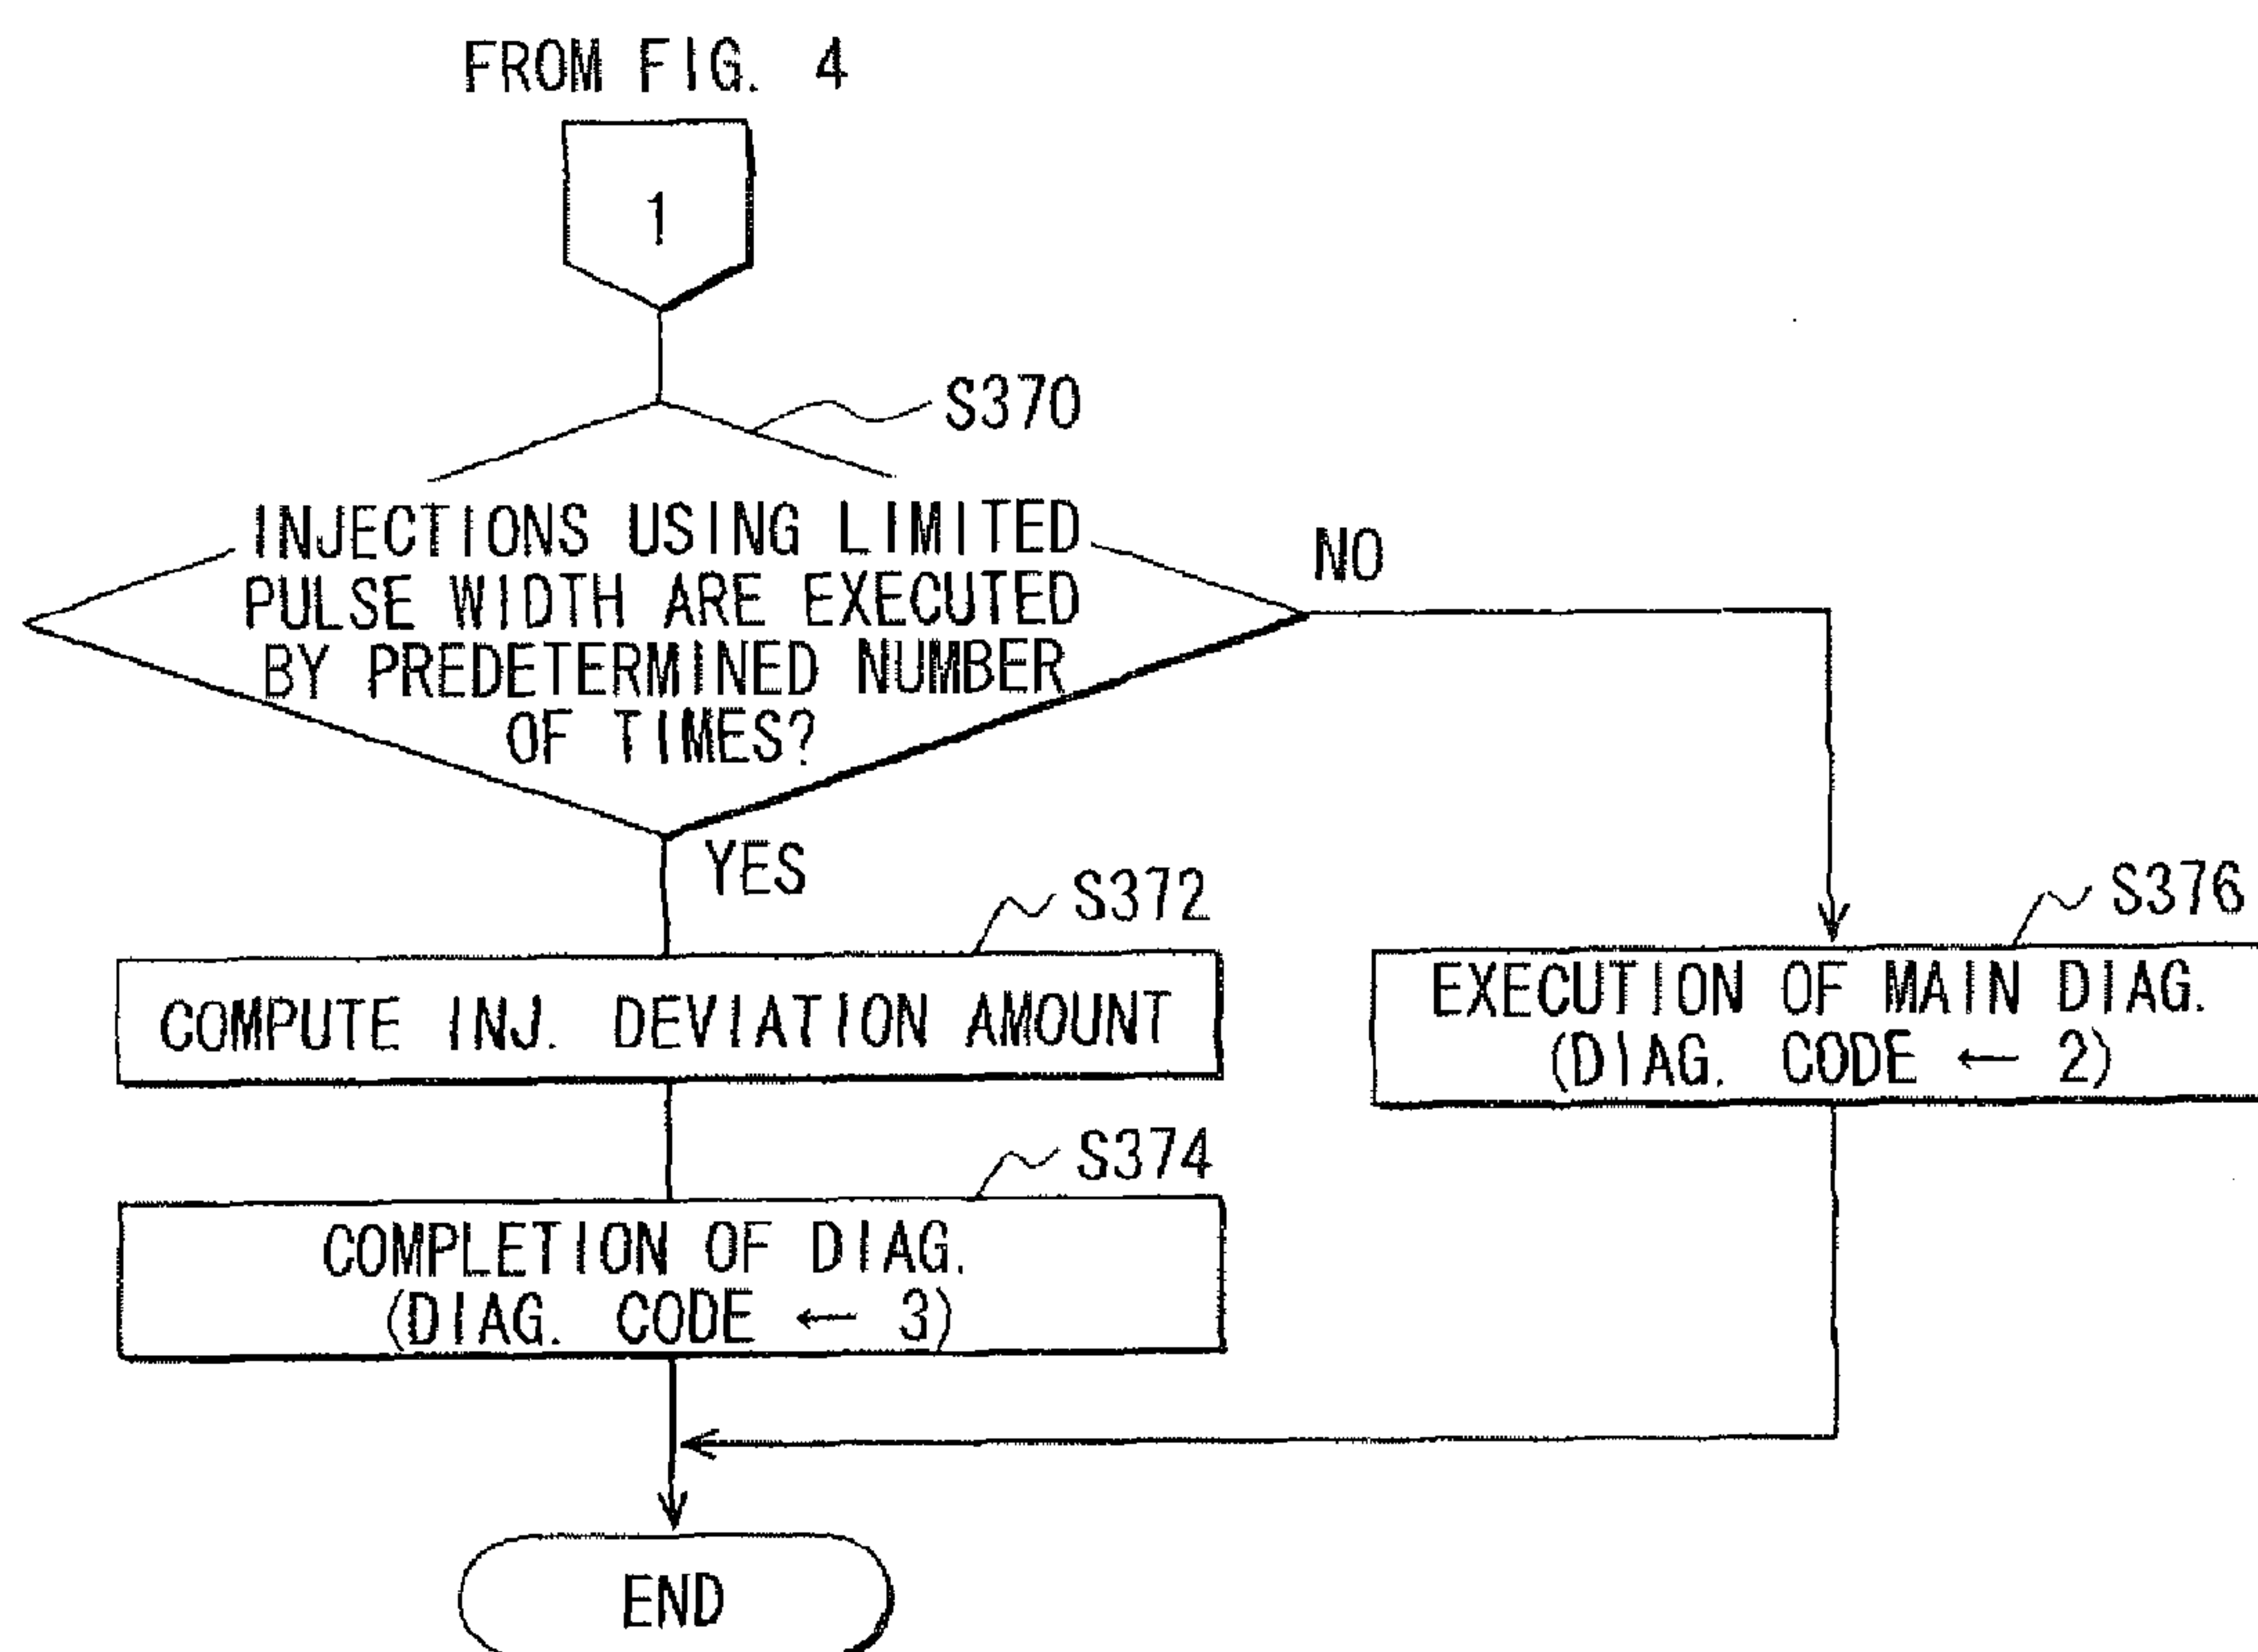 FROM FIG. 4
1
S370
INJECTIONS USING LIMITED
PULSE WIDTH ARE EXECUTED
BY PREDETERMINED NUMBER
OF TIMES?
NO
YES
S372
COMPUTE INJ. DEVIATION AMOUNT
S376
EXECUTION OF MAIN DIAG.
(DIAG. CODE ← 2)
S374
COMPLETION OF DIAG.
(DIAG. CODE ← 3)
END